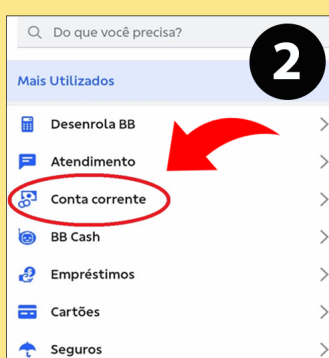 Do que você precisa?
2
Mais Utilizados
Desenrola BB
Atendimento
Conta corrente
BB Cash
Empréstimos
Cartões
Seguros